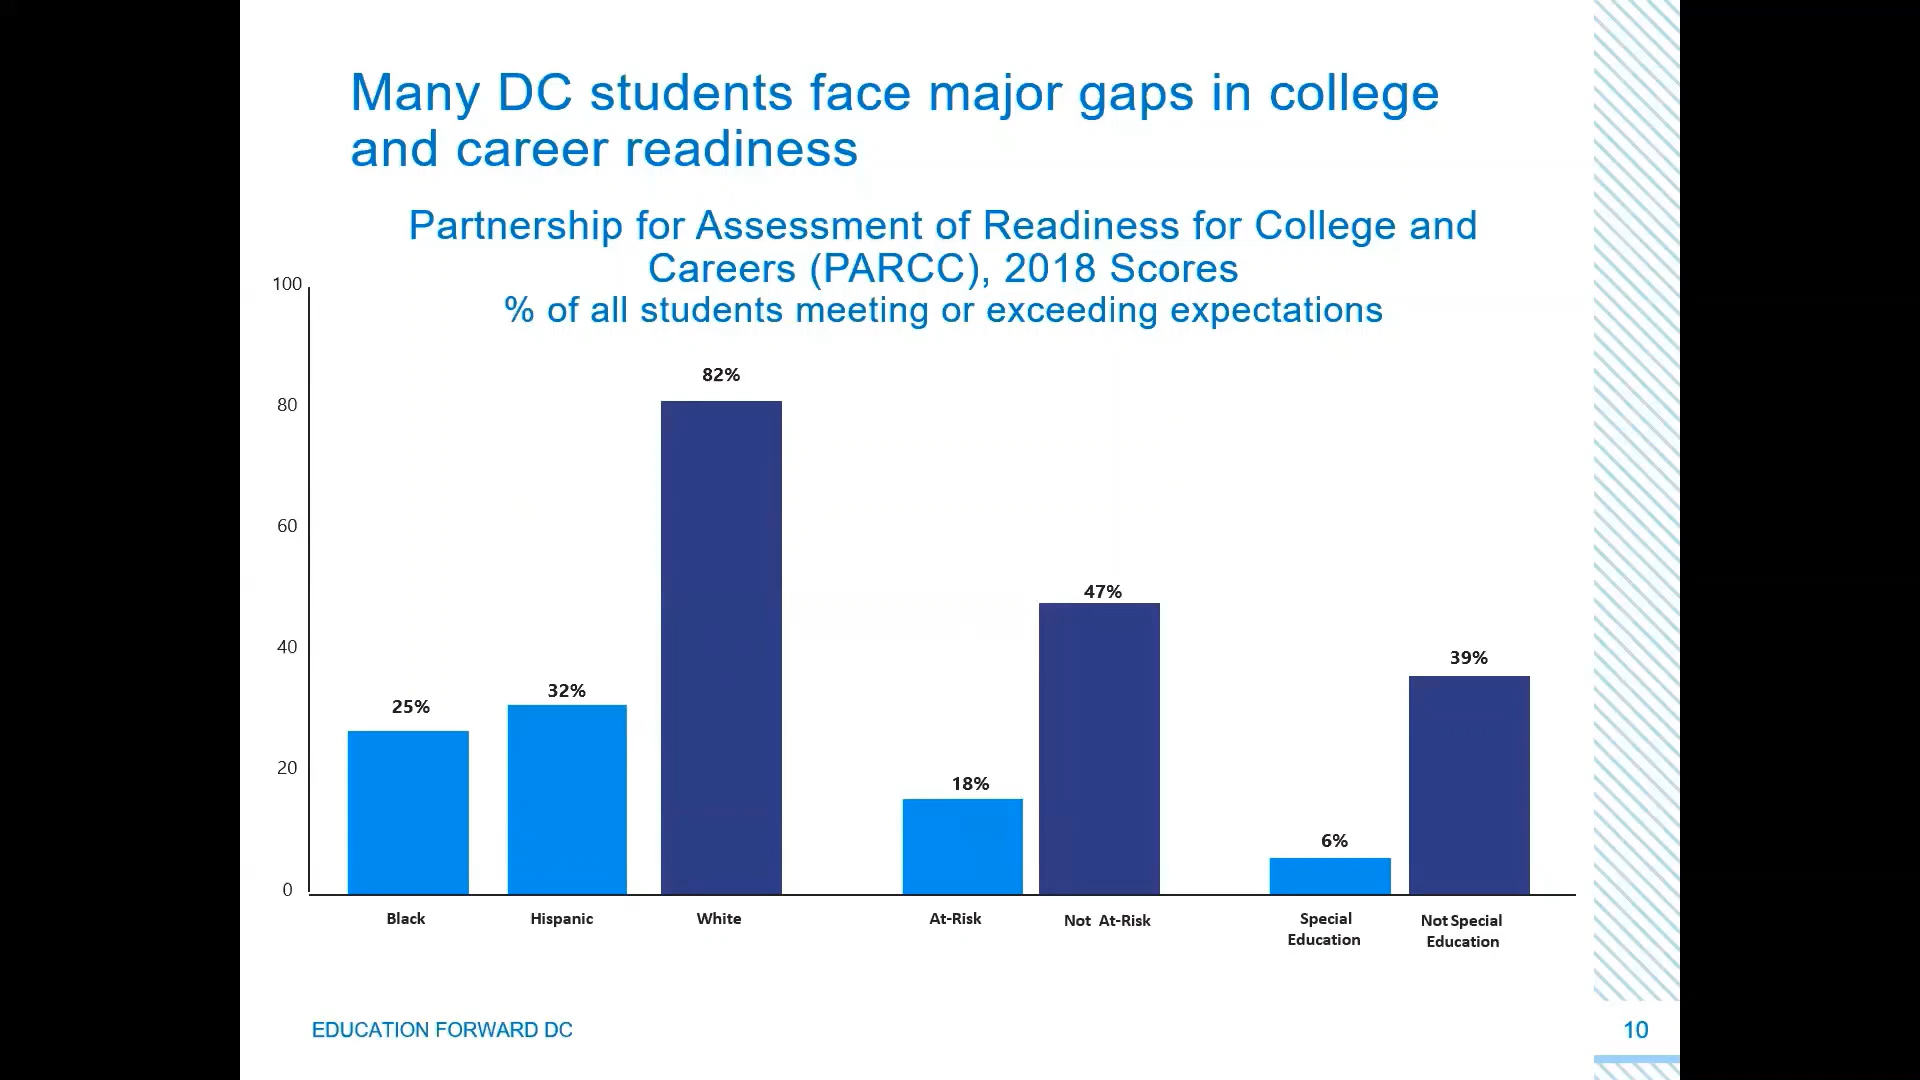 Many DC students face major gaps in college
and career readiness
Partnership for Assessment of Readiness for College and
Careers (PARCC), 2018 Scores
% of all students meeting or exceeding expectations
100
80
60
40
20
0
25%
32%
82%
18%
47%
6%
39%
Black
Hispanic
White
At-Risk
Not At-Risk
Special
Education
Not Special
Education
EDUCATION FORWARD DC
10